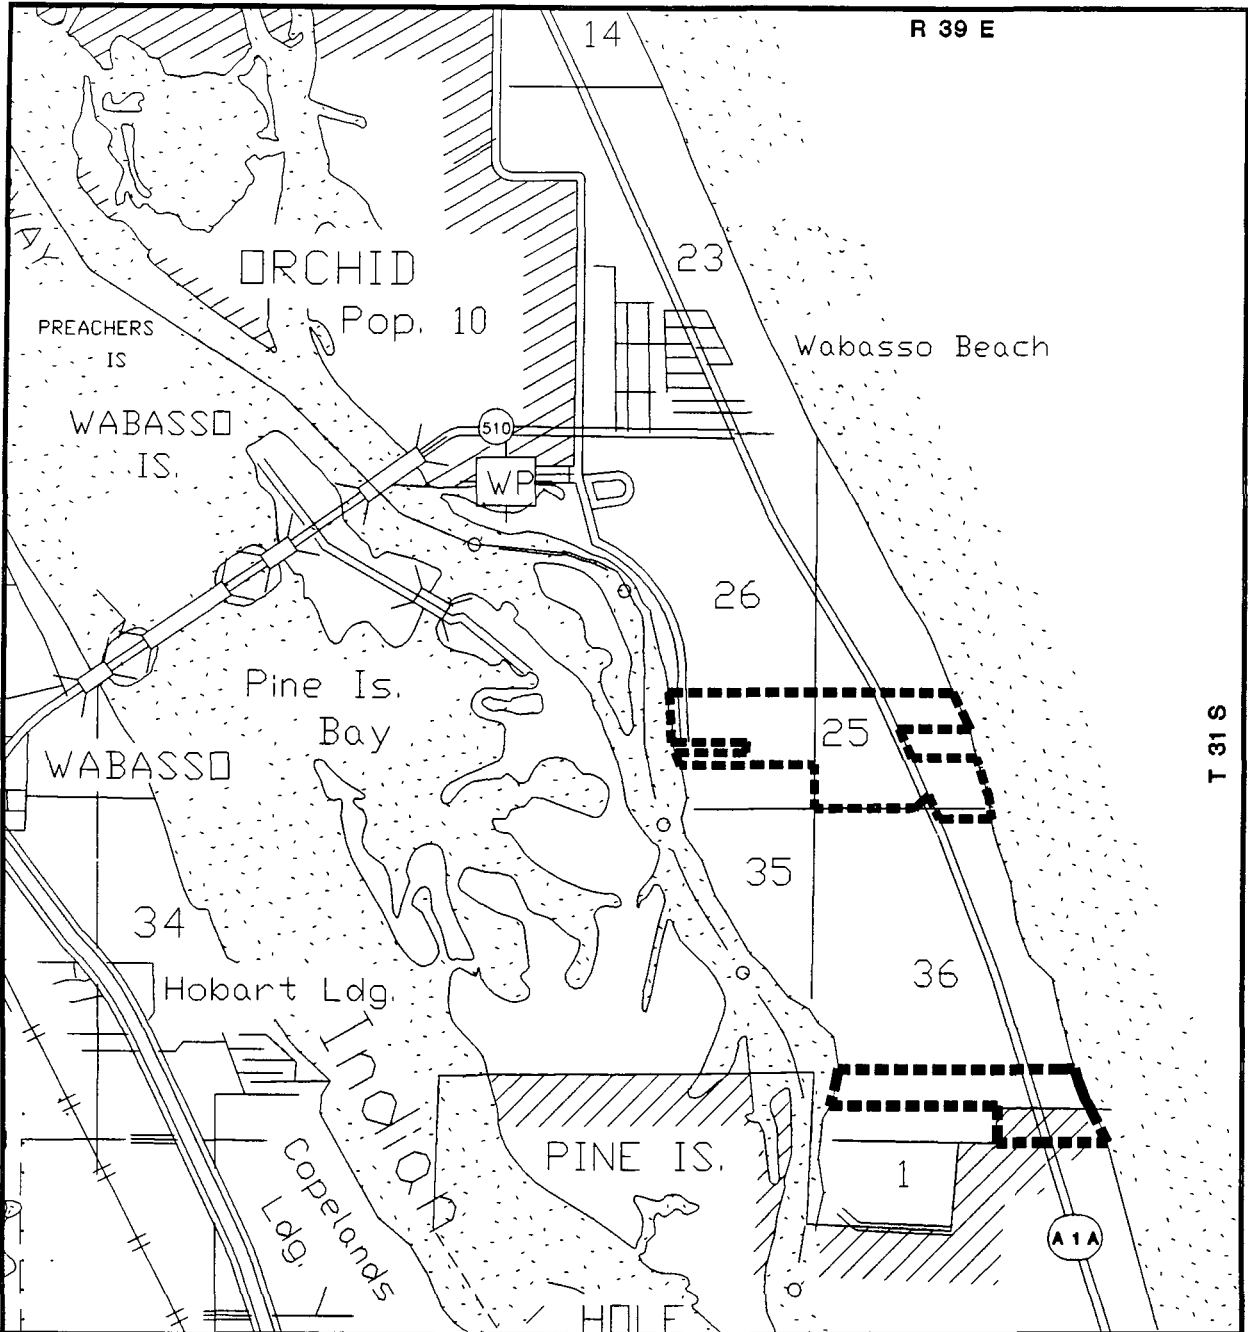 R 39 E
14
23
ORCHID
Pop. 10
PREACHERS
IS
Wabasso Beach
WABASSO
IS.
510
WP
26
Pine Is.
Bay
25
T 31 S
WABASSO
35
34
36
Hobart Ldg.
Indian
PINE IS.
1
Copelands
Ldg.
A 1 A
HOLE